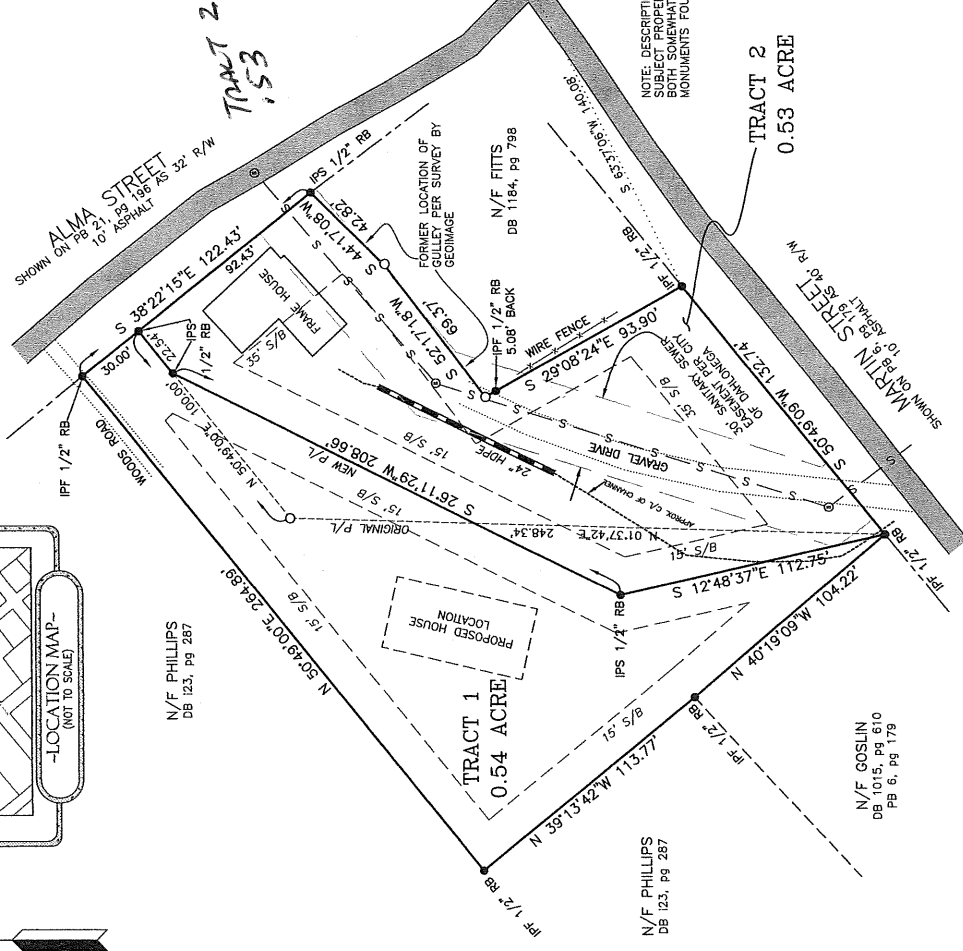 TRACT 2
.53
ALMA STREET
SHOWN ON PB 21, pg 196 AS 32' R/W
10' ASPHALT
NOTE: DESCRIPTI
SUBJECT PROPER
BOTH SOMEWHAT
MONUMENTS FOU
S 63°37'06"W 140.08'
TRACT 2
0.53 ACRE
IPS 1/2" RB
S 38°22'15"E 122.43'
92.43'
30.00'
IPF 1/2" RB
WOODS ROAD
22.54'
IPS
1/2" RB
N 50°49'00"E 100.00'
FRAME HOUSE
35' S/B
S 44°17'08"W 42.82'
S 52°17'18"W 69.37'
FORMER LOCATION OF
GULLEY PER SURVEY BY
GEOIMAGE
N/F FITTS
DB 1184, pg 798
IPF 1/2" RB
IPF 1/2" RB
5.08' BACK
WIRE FENCE
S 29°08'24"E 93.90'
30'
SANITARY SEWER
EASEMENT PER CITY
OF DAHLONEGA
35' S/B
S 50°49'09"W 132.74'
MARTIN STREET
SHOWN ON PB 6, pg 179 AS 40' R/W
10' ASPHALT
GRAVEL DRIVE
24" HDPE
APPROX. C/L OF CHANNEL
15' S/B
NEW P/L
S 26°11'29"W 208.66'
15' S/B
ORIGINAL P/L
N 01°37'42"E 248.34'
15' S/B
S 12°48'37"E 112.75'
IPS 1/2" RB
IPF 1/2" RB
N 40°19'09"W 104.22'
PROPOSED HOUSE
LOCATION
N 50°49'00"E 264.89'
15' S/B
TRACT 1
0.54 ACRE
15' S/B
N 39°13'42"W 113.77'
IPF 1/2" RB
IPF 1/2" RB
N/F PHILLIPS
DB i23, pg 287
N/F PHILLIPS
DB i23, pg 287
N/F GOSLIN
DB 1015, pg 610
PB 6, pg 179
~LOCATION MAP~
(NOT TO SCALE)
S
S
S
S
S
S
S
S
S
S
S